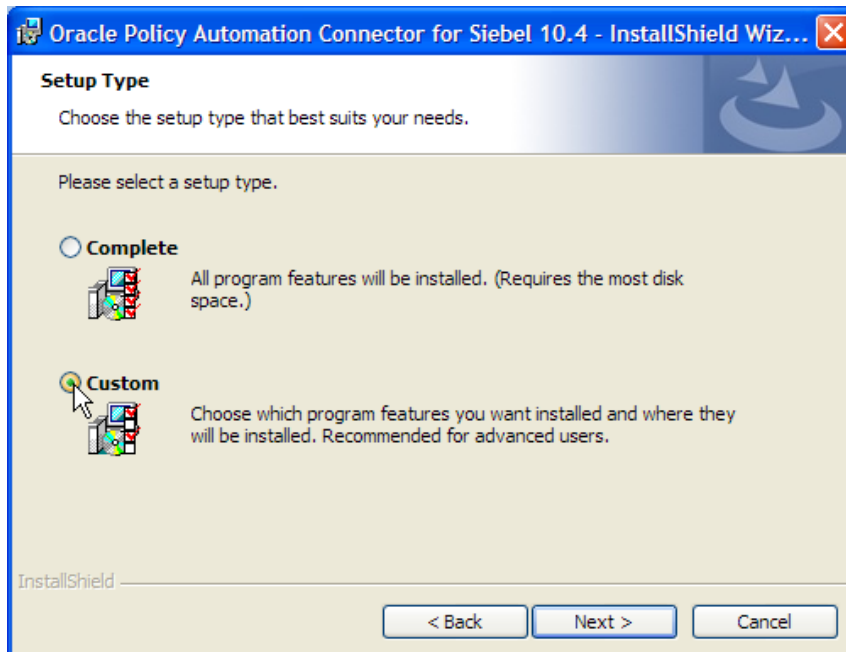 Oracle Policy Automation Connector for Siebel 10.4 - InstallShield Wiz...
Setup Type
Choose the setup type that best suits your needs.
Please select a setup type.
Complete
All program features will be installed. (Requires the most disk
space.)
Custom
Choose which program features you want installed and where they
will be installed. Recommended for advanced users.
InstallShield
< Back Next > Cancel